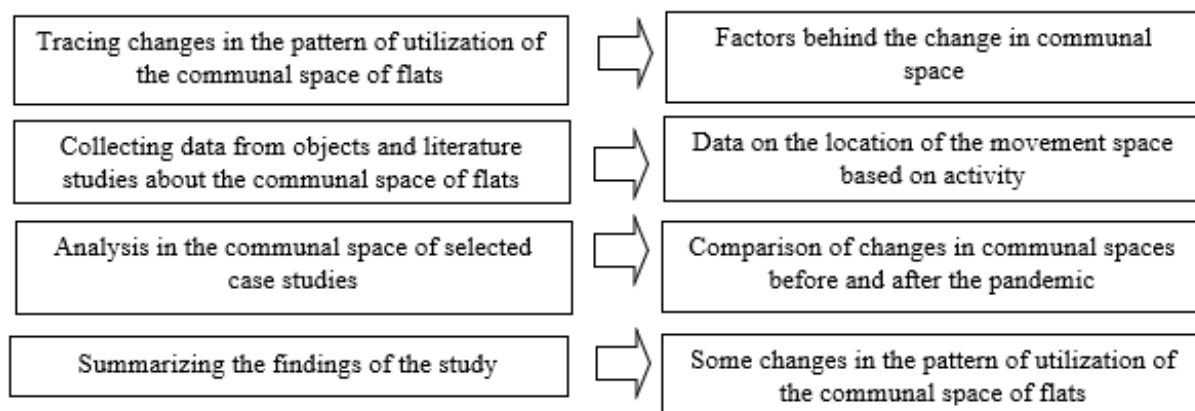 Tracing changes in the pattern of utilization of
the communal space of flats
Factors behind the change in communal
space
Collecting data from objects and literature
studies about the communal space of flats
Data on the location of the movement space
based on activity
Analysis in the communal space of selected
case studies
Comparison of changes in communal spaces
before and after the pandemic
Summarizing the findings of the study
Some changes in the pattern of utilization of
the communal space of flats